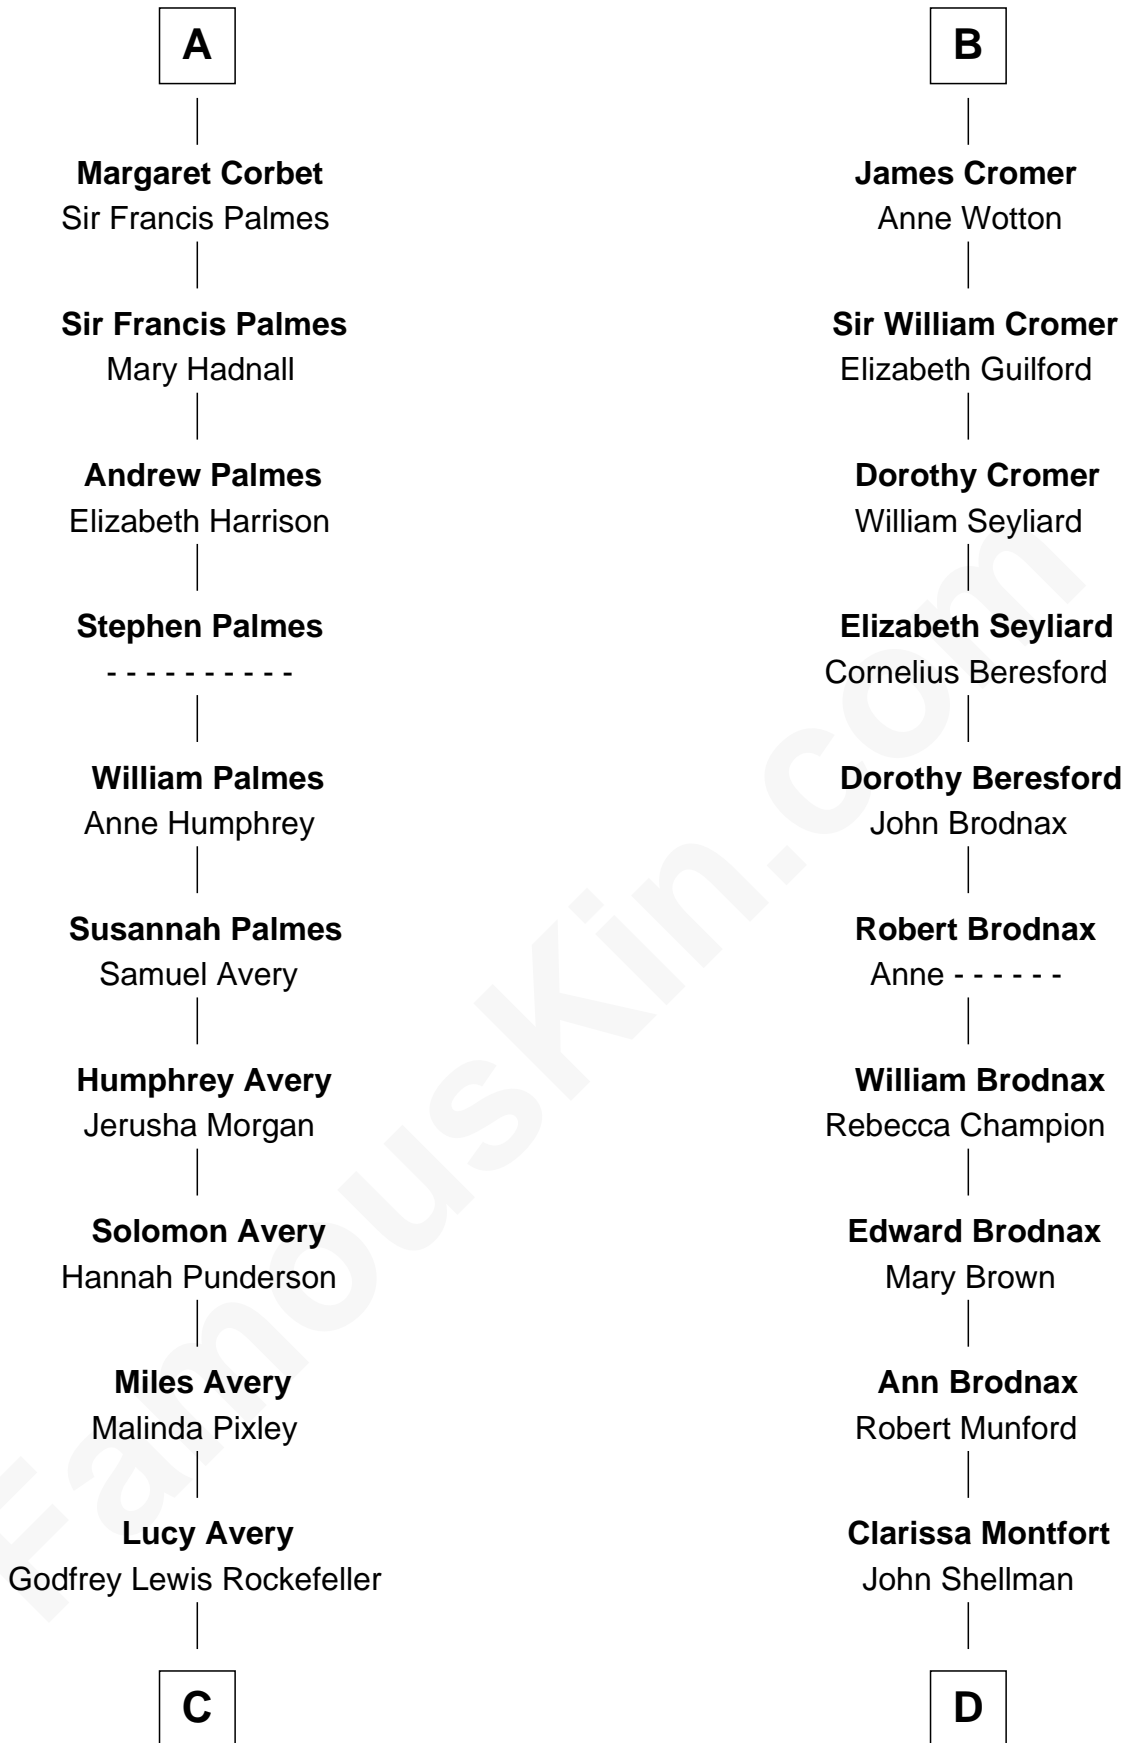 A
Margaret Corbet
Sir Francis Palmes
Sir Francis Palmes
Mary Hadnall
Andrew Palmes
Elizabeth Harrison
Stephen Palmes
- - - - - - - - - -
William Palmes
Anne Humphrey
Susannah Palmes
Samuel Avery
Humphrey Avery
Jerusha Morgan
Solomon Avery
Hannah Punderson
Miles Avery
Malinda Pixley
Lucy Avery
Godfrey Lewis Rockefeller
C
B
James Cromer
Anne Wotton
Sir William Cromer
Elizabeth Guilford
Dorothy Cromer
William Seyliard
Elizabeth Seyliard
Cornelius Beresford
Dorothy Beresford
John Brodnax
Robert Brodnax
Anne - - - - - -
William Brodnax
Rebecca Champion
Edward Brodnax
Mary Brown
Ann Brodnax
Robert Munford
Clarissa Montfort
John Shellman
D
FamousKin.com